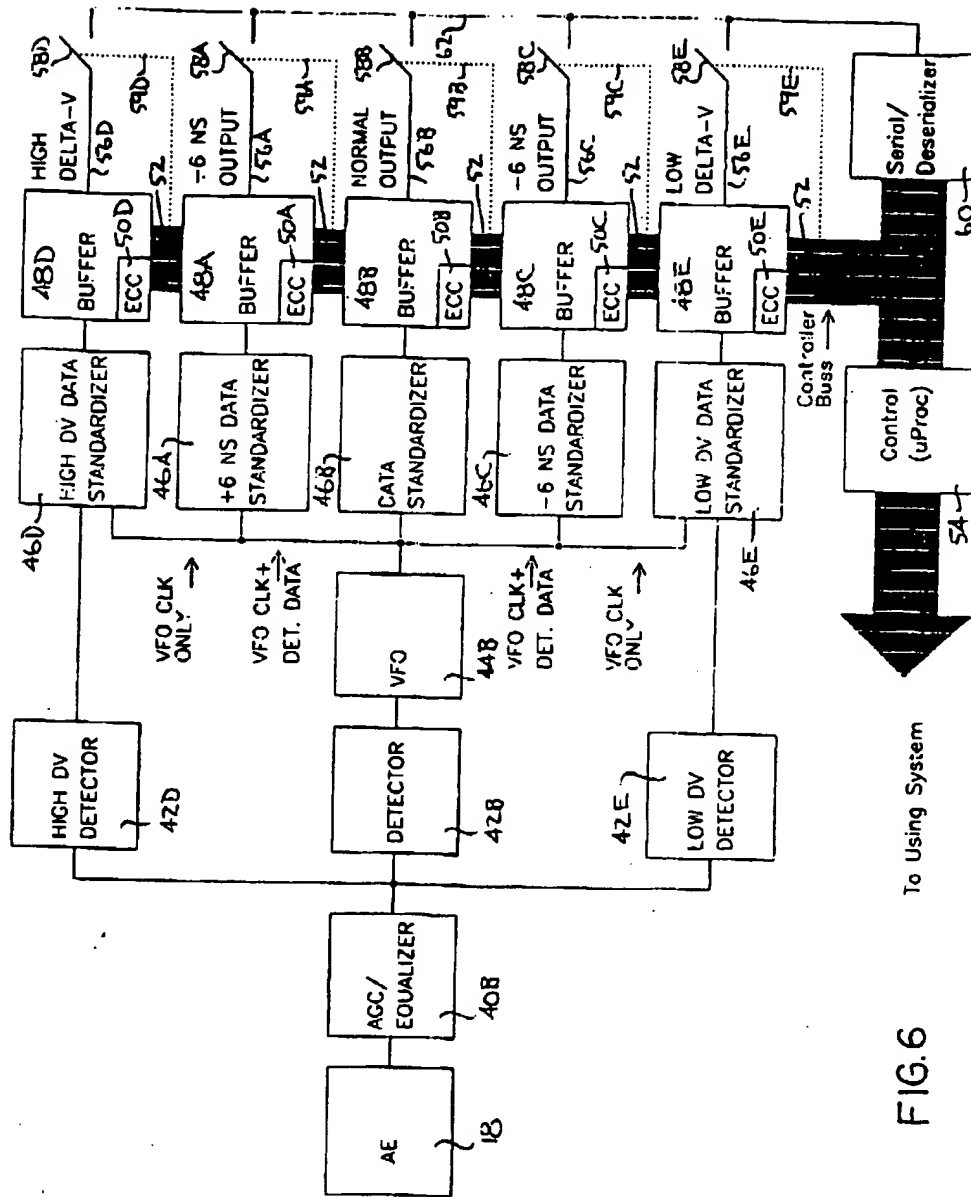 HIGH
DELTA-V
58D
56D
59D
-6 NS
OUTPUT
58A
56A
59A
NORMAL
OUTPUT
58B
56B
59B
62
-6 NS
OUTPUT
58C
56C
59C
LOW
DELTA-V
58E
56E
59E
48D
BUFFER
ECC
50D
52
48A
BUFFER
ECC
50A
52
48B
BUFFER
ECC
50B
52
48C
BUFFER
ECC
50C
52
48E
BUFFER
ECC
50E
52
Serial/
Deserializer
60
46D
HIGH DV DATA
STANDARDIZER
46A
+6 NS DATA
STANDARDIZER
46B
CATA
STANDARDIZER
46C
-6 NS DATA
STANDARDIZER
LOW DV DATA
STANDARDIZER
46E
Controller
Buss →
Control
(uProc)
54
VFO CLK
ONLY →
VFO CLK+
DET. DATA →
VFO
44B
VFO CLK+
DET. DATA →
VFO CLK
ONLY →
HIGH DV
DETECTOR
42D
DETECTOR
42B
42E
LOW DV
DETECTOR
To Using System
AGC/
EQUALIZER
40B
AE
18
FIG.6